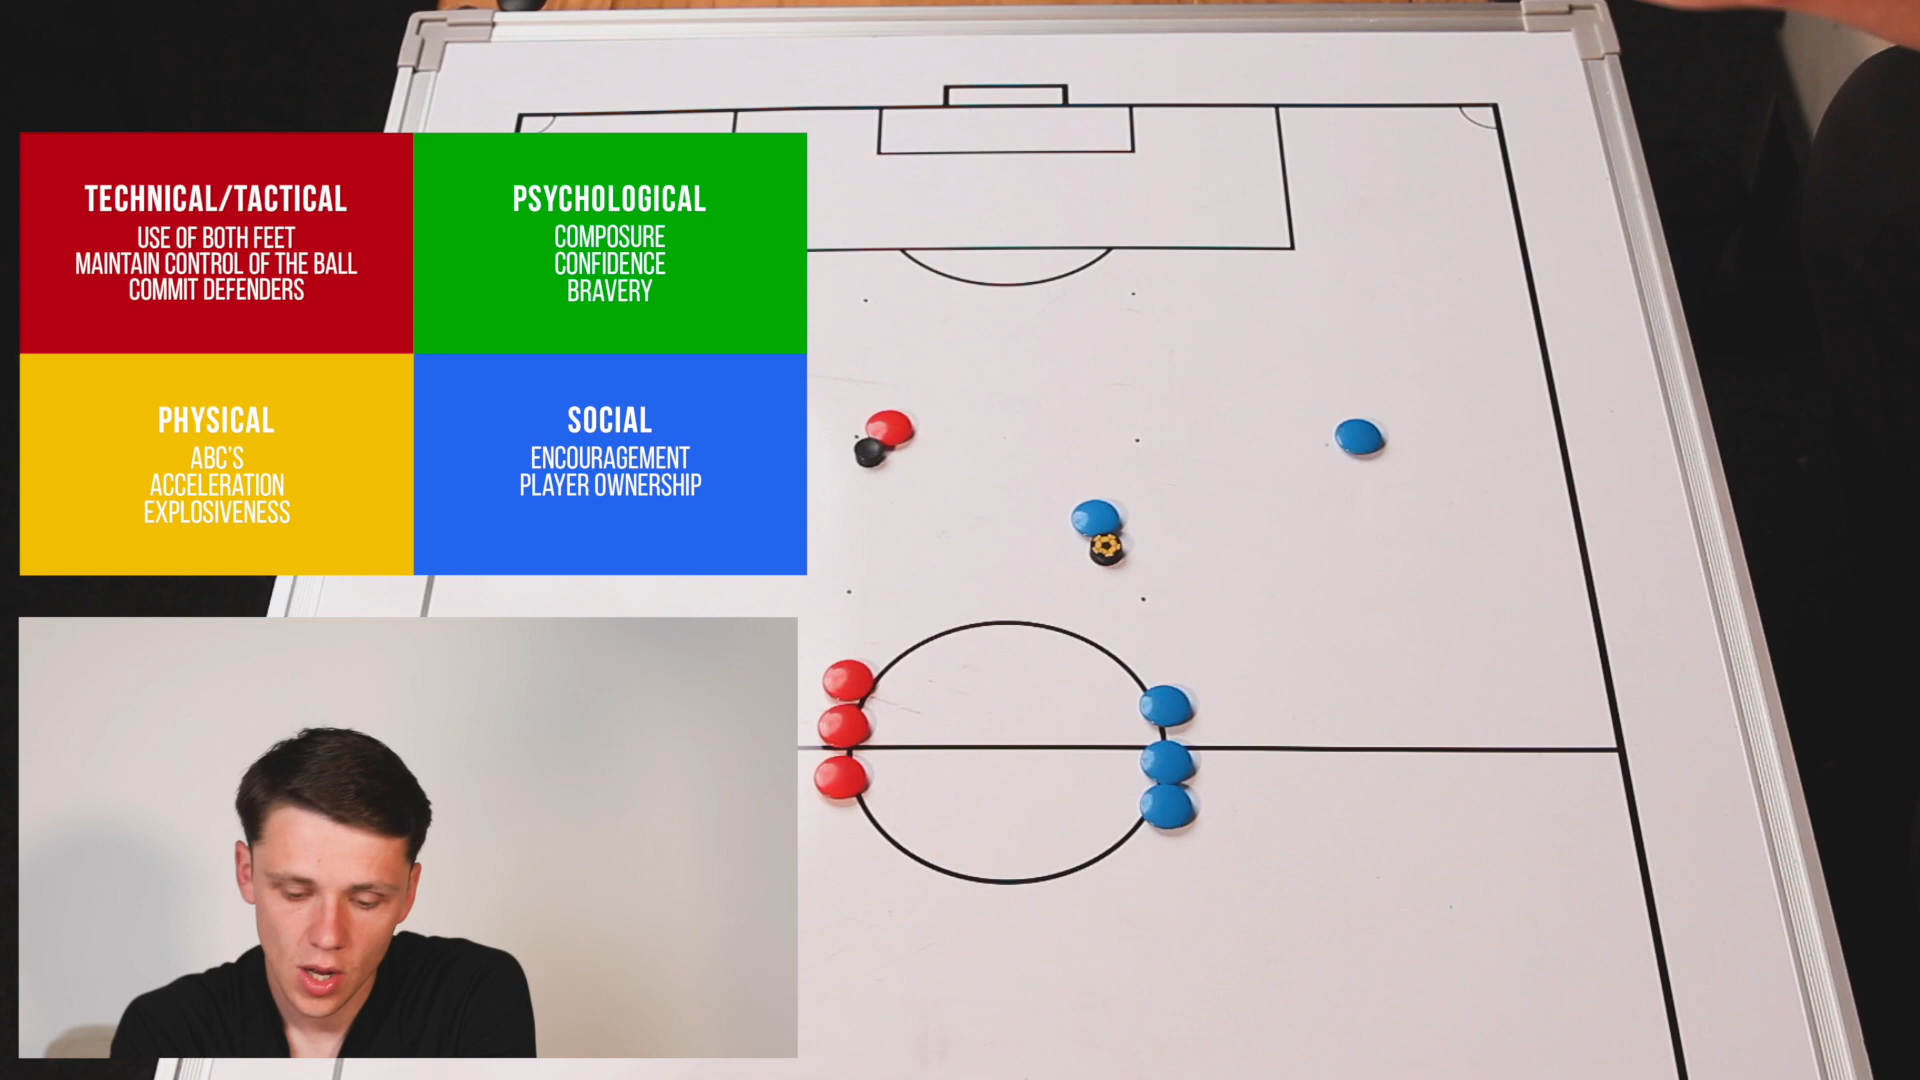 TECHNICAL/TACTICAL
USE OF BOTH FEET
MAINTAIN CONTROL OF THE BALL
COMMIT DEFENDERS
PSYCHOLOGICAL
COMPOSURE
CONFIDENCE
BRAVERY
PHYSICAL
ABC'S
ACCELERATION
EXPLOSIVENESS
SOCIAL
ENCOURAGEMENT
PLAYER OWNERSHIP